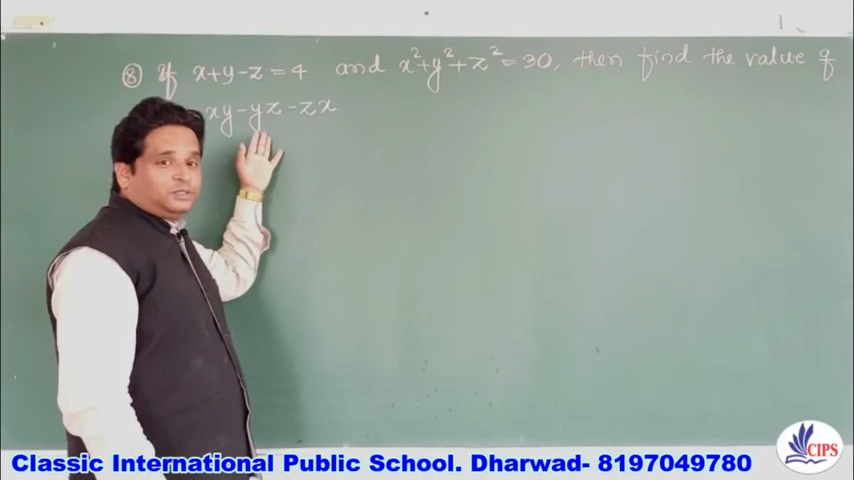 ⑧ If x+y-z=4 and x²+y²+z²=30, then find the value of
xy-yz-zx.
Classic International Public School. Dharwad- 8197049780
CIPS